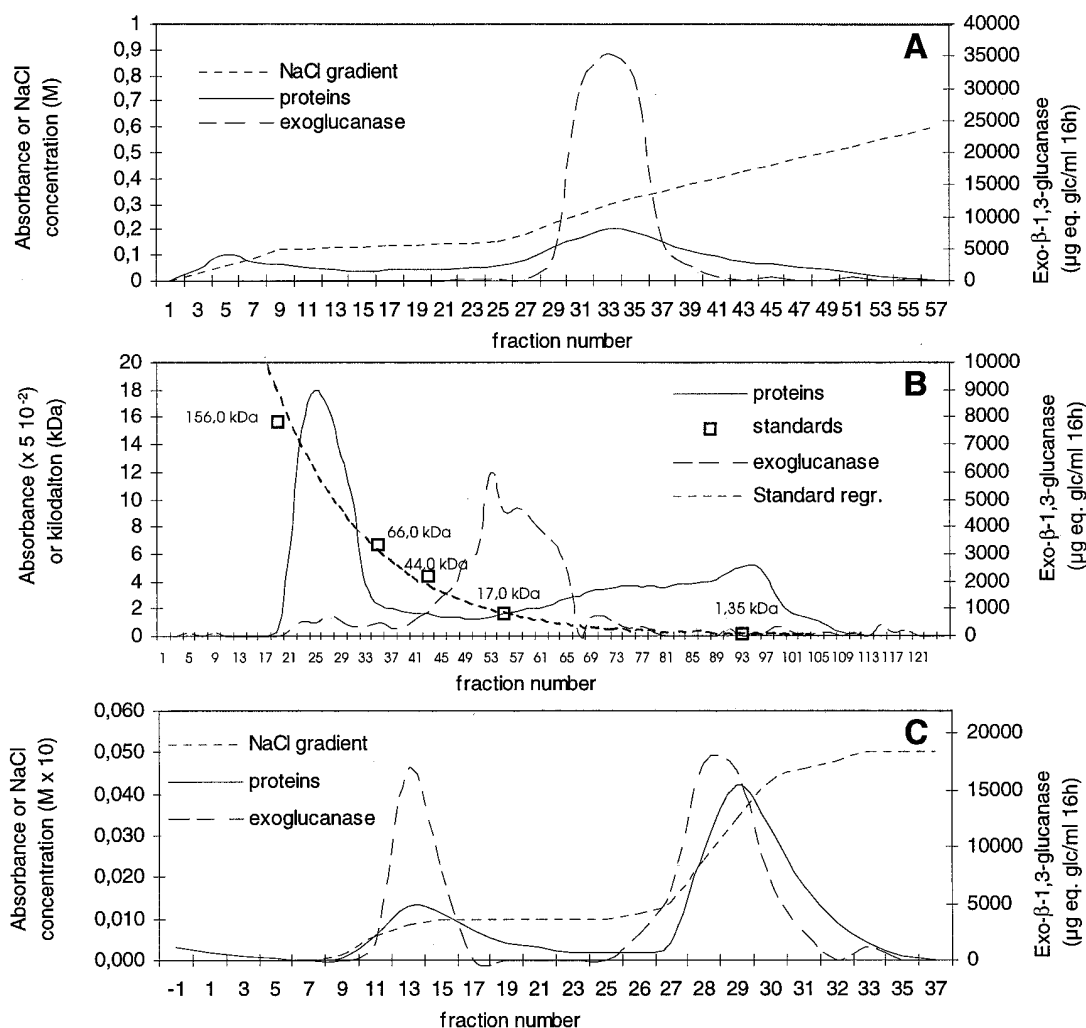 A
Absorbance or NaCl
concentration (M)
1
0,9
0,8
0,7
0,6
0,5
0,4
0,3
0,2
0,1
0
NaCl gradient
proteins
exoglucanase
40000
35000
30000
25000
20000
15000
10000
5000
0
Exo-β-1,3-glucanase
(µg eq. glc/ml 16h)
1 3 5 7 9 11 13 15 17 19 21 23 25 27 29 30 31 33 35 37 39 41 43 45 47 49 51 53 55 57
fraction number
B
Absorbance (x 5 10⁻²)
or kilodalton (kDa)
20
18
16
14
12
10
8
6
4
2
0
156,0 kDa
66,0 kDa
44,0 kDa
17,0 kDa
1,35 kDa
proteins
standards
exoglucanase
Standard regr.
10000
9000
8000
7000
6000
5000
4000
3000
2000
1000
0
Exo-β-1,3-glucanase
(µg eq. glc/ml 16h)
1 5 9 13 17 21 25 29 33 37 41 45 49 53 57 61 65 69 73 77 81 85 89 93 97 101 105 109 113 117 121
fraction number
C
Absorbance or NaCl
concentration (M x 10)
0,060
0,050
0,040
0,030
0,020
0,010
0,000
NaCl gradient
proteins
exoglucanase
20000
15000
10000
5000
0
Exo-β-1,3-glucanase
(µg eq. glc/ml 16h)
-1 1 3 5 7 9 11 13 15 17 19 21 23 25 27 28 29 30 31 32 33 35 37
fraction number